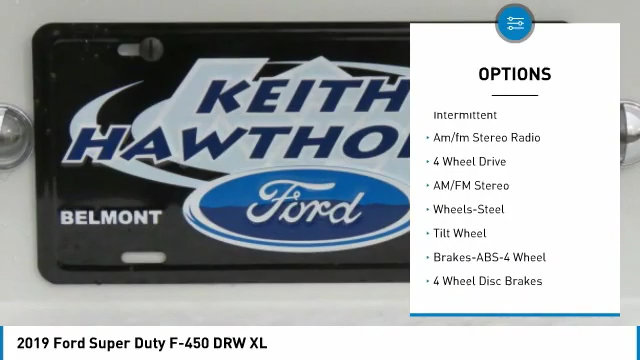 KEITH
BELMONT
Ford
OPTIONS
Intermittent
Am/fm Stereo Radio
4 Wheel Drive
AM/FM Stereo
Wheels-Steel
Tilt Wheel
Brakes-ABS-4 Wheel
4 Wheel Disc Brakes
2019 Ford Super Duty F-450 DRW XL